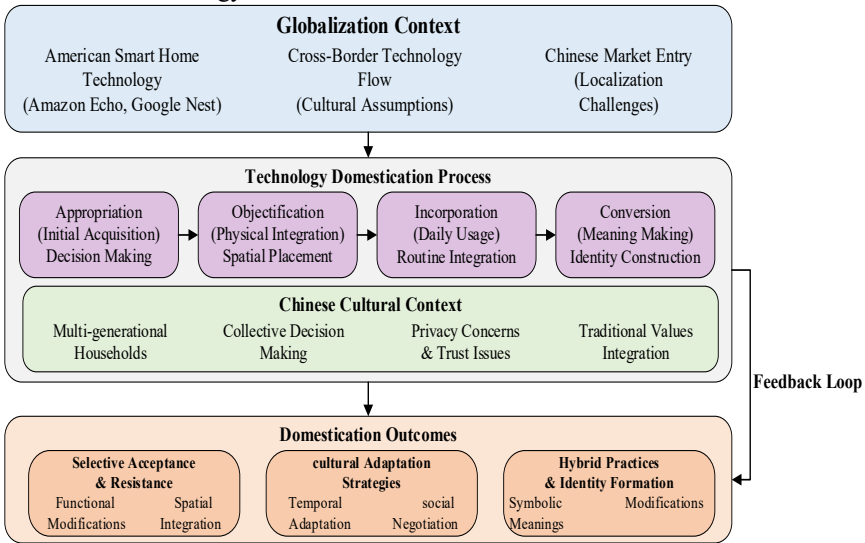 Globalization Context
American Smart Home
Technology
(Amazon Echo, Google Nest)
Cross-Border Technology
Flow
(Cultural Assumptions)
Chinese Market Entry
(Localization
Challenges)
Technology Domestication Process
Appropriation
(Initial Acquisition)
Decision Making
Objectification
(Physical Integration)
Spatial Placement
Incorporation
(Daily Usage)
Routine Integration
Conversion
(Meaning Making)
Identity Construction
Chinese Cultural Context
Multi-generational
Households
Collective Decision
Making
Privacy Concerns
& Trust Issues
Traditional Values
Integration
Feedback Loop
Domestication Outcomes
Selective Acceptance
& Resistance
Functional
Modifications
Spatial
Integration
cultural Adaptation
Strategies
Temporal
Adaptation
social
Negotiation
Hybrid Practices
& Identity Formation
Symbolic
Meanings
Modifications